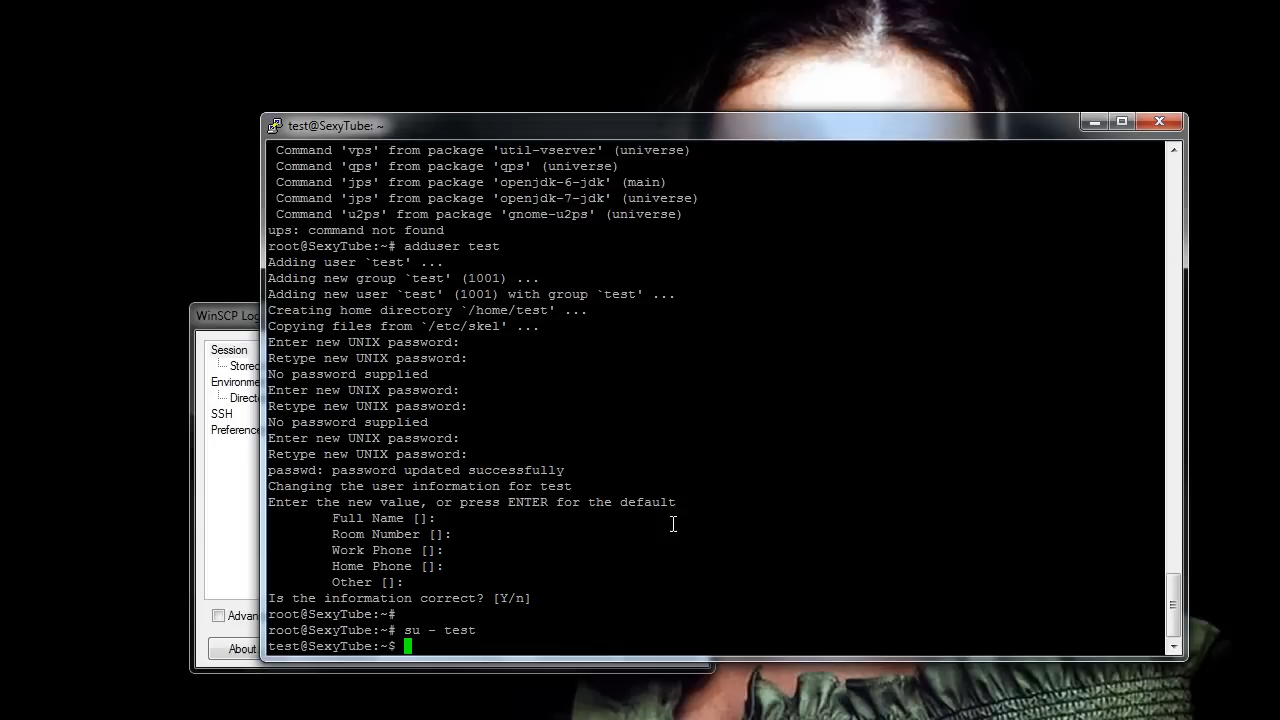 test@SexyTube: ~
Command 'vps' from package 'util-vserver' (universe)
Command 'qps' from package 'qps' (universe)
Command 'jps' from package 'openjdk-6-jdk' (main)
Command 'jps' from package 'openjdk-7-jdk' (universe)
Command 'u2ps' from package 'gnome-u2ps' (universe)
ups: command not found
root@SexyTube:~# adduser test
Adding user `test' ...
Adding new group `test' (1001) ...
Adding new user `test' (1001) with group `test' ...
Creating home directory `/home/test' ...
Copying files from `/etc/skel' ...
Enter new UNIX password:
Retype new UNIX password:
No password supplied
Enter new UNIX password:
Retype new UNIX password:
No password supplied
Enter new UNIX password:
Retype new UNIX password:
passwd: password updated successfully
Changing the user information for test
Enter the new value, or press ENTER for the default
Full Name []:
Room Number []:
Work Phone []:
Home Phone []:
Other []:
Is the information correct? [Y/n]
root@SexyTube:~#
root@SexyTube:~# su - test
test@SexyTube:~$
WinSCP Log
Session
Stored
Environme
Direct
SSH
Preference
Advan
About